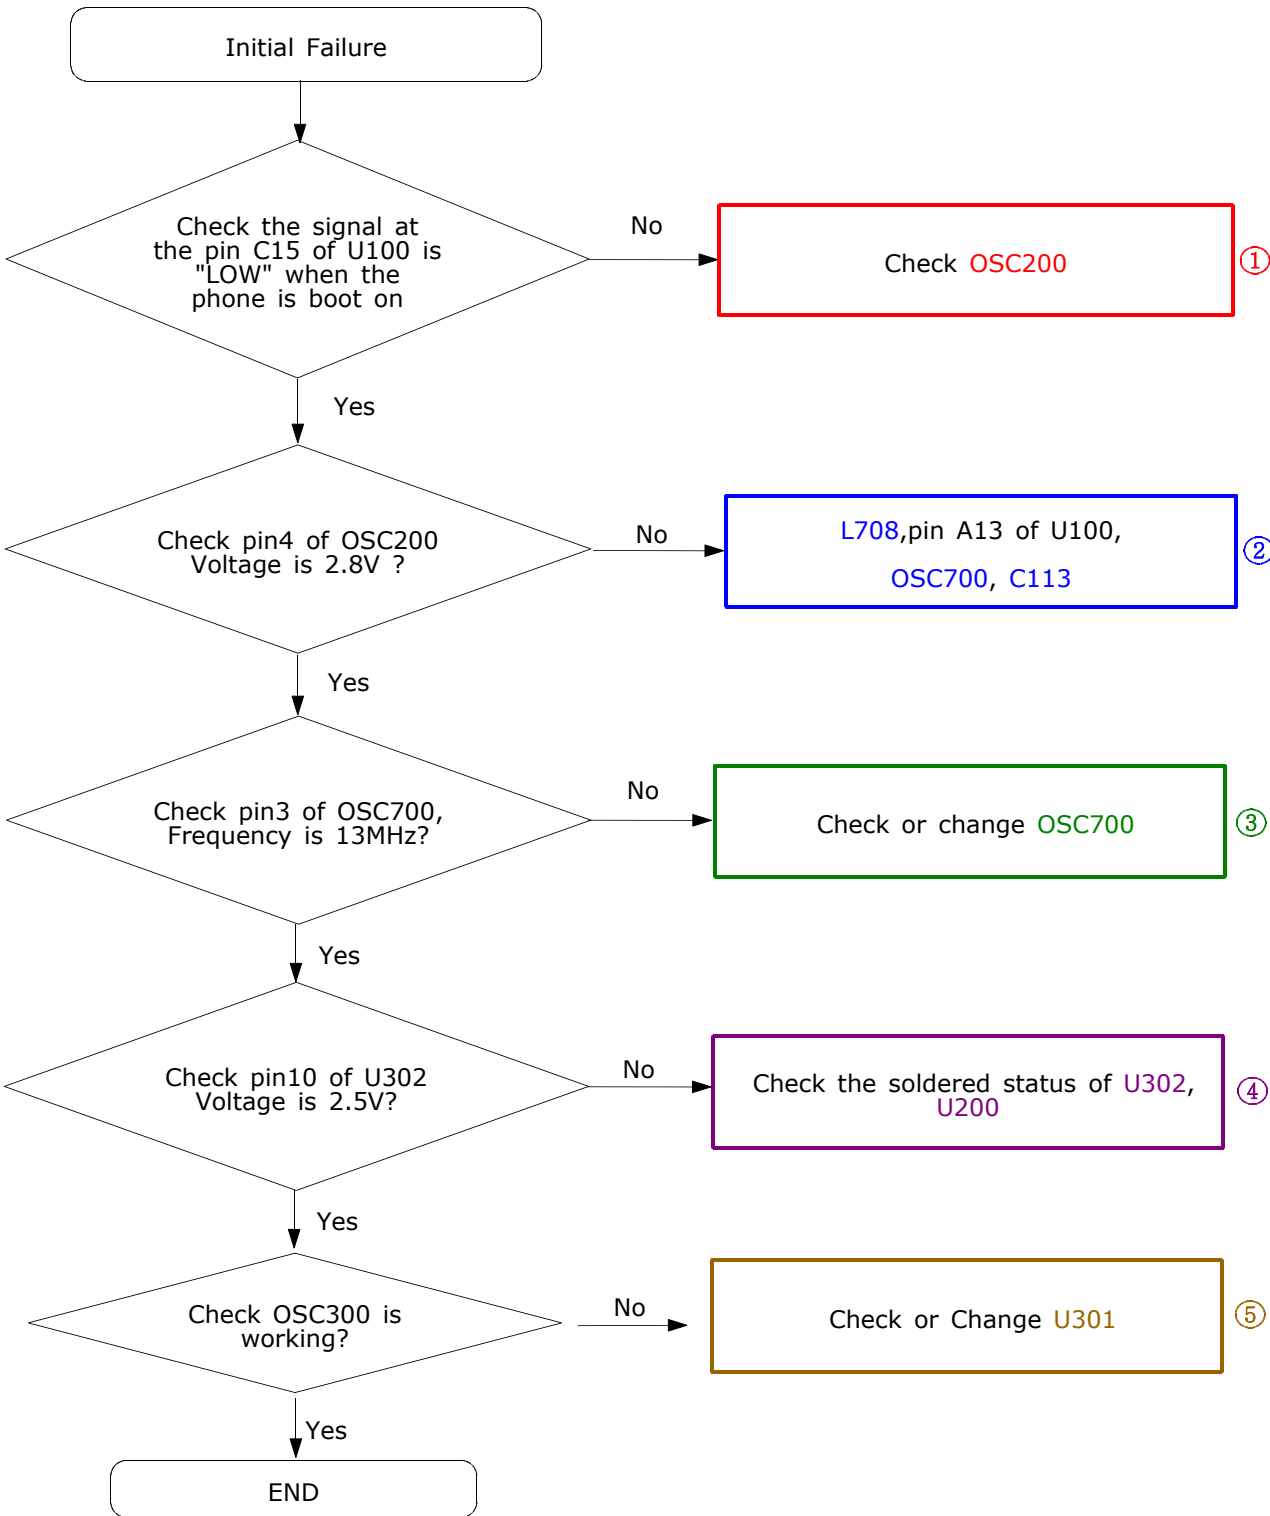 Initial Failure
Check the signal at
the pin C15 of U100 is
"LOW" when the
phone is boot on
No
Check OSC200
①
Yes
Check pin4 of OSC200
Voltage is 2.8V ?
No
L708,pin A13 of U100,
OSC700, C113
②
Yes
Check pin3 of OSC700,
Frequency is 13MHz?
No
Check or change OSC700
③
Yes
Check pin10 of U302
Voltage is 2.5V?
No
Check the soldered status of U302,
U200
④
Yes
Check OSC300 is
working?
No
Check or Change U301
⑤
Yes
END